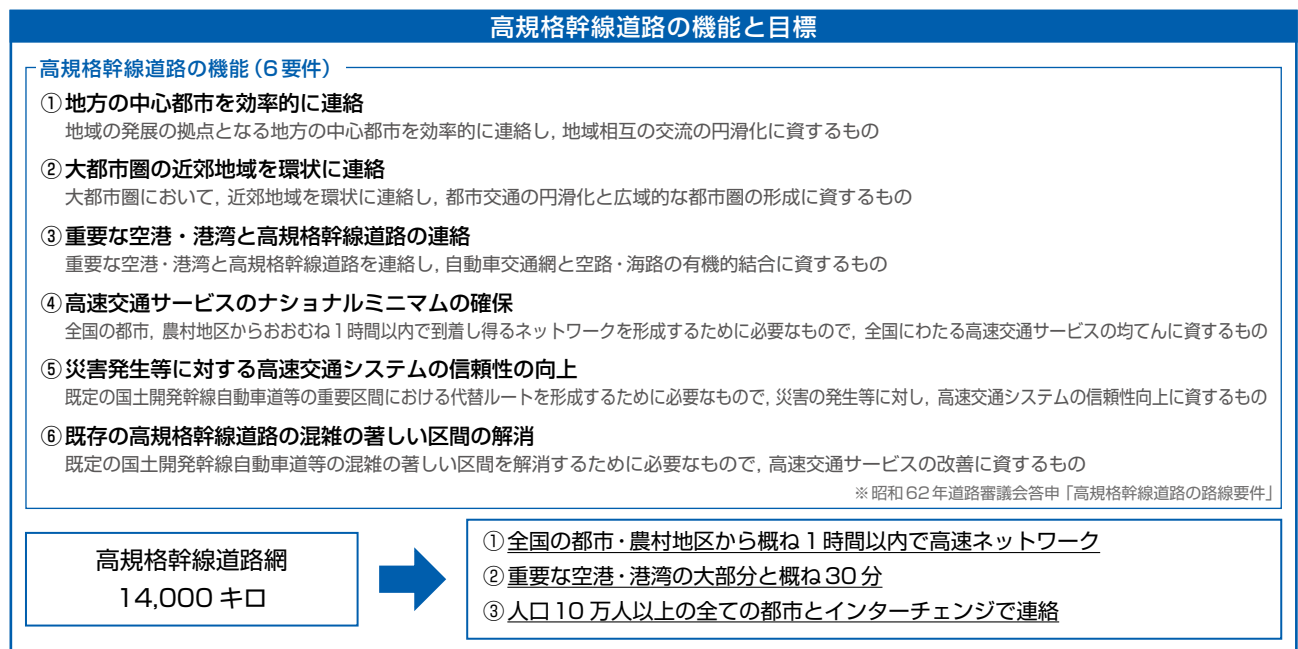 高規格幹線道路の機能と目標
高規格幹線道路の機能（6要件）
①地方の中心都市を効率的に連絡
地域の発展の拠点となる地方の中心都市を効率的に連絡し，地域相互の交流の円滑化に資するもの
②大都市圏の近郊地域を環状に連絡
大都市圏において，近郊地域を環状に連絡し，都市交通の円滑化と広域的な都市圏の形成に資するもの
③重要な空港・港湾と高規格幹線道路の連絡
重要な空港・港湾と高規格幹線道路を連絡し，自動車交通網と空路・海路の有機的結合に資するもの
④高速交通サービスのナショナルミニマムの確保
全国の都市，農村地区からおおむね1時間以内で到着し得るネットワークを形成するために必要なもので，全国にわたる高速交通サービスの均てんに資するもの
⑤災害発生等に対する高速交通システムの信頼性の向上
既定の国土開発幹線自動車道等の重要区間における代替ルートを形成するために必要なもので，災害の発生等に対し，高速交通システムの信頼性向上に資するもの
⑥既存の高規格幹線道路の混雑の著しい区間の解消
既定の国土開発幹線自動車道等の混雑の著しい区間を解消するために必要なもので，高速交通サービスの改善に資するもの
※昭和62年道路審議会答申「高規格幹線道路の路線要件」
高規格幹線道路網
14,000キロ
①全国の都市・農村地区から概ね1時間以内で高速ネットワーク
②重要な空港・港湾の大部分と概ね30分
③人口10万人以上の全ての都市とインターチェンジで連絡